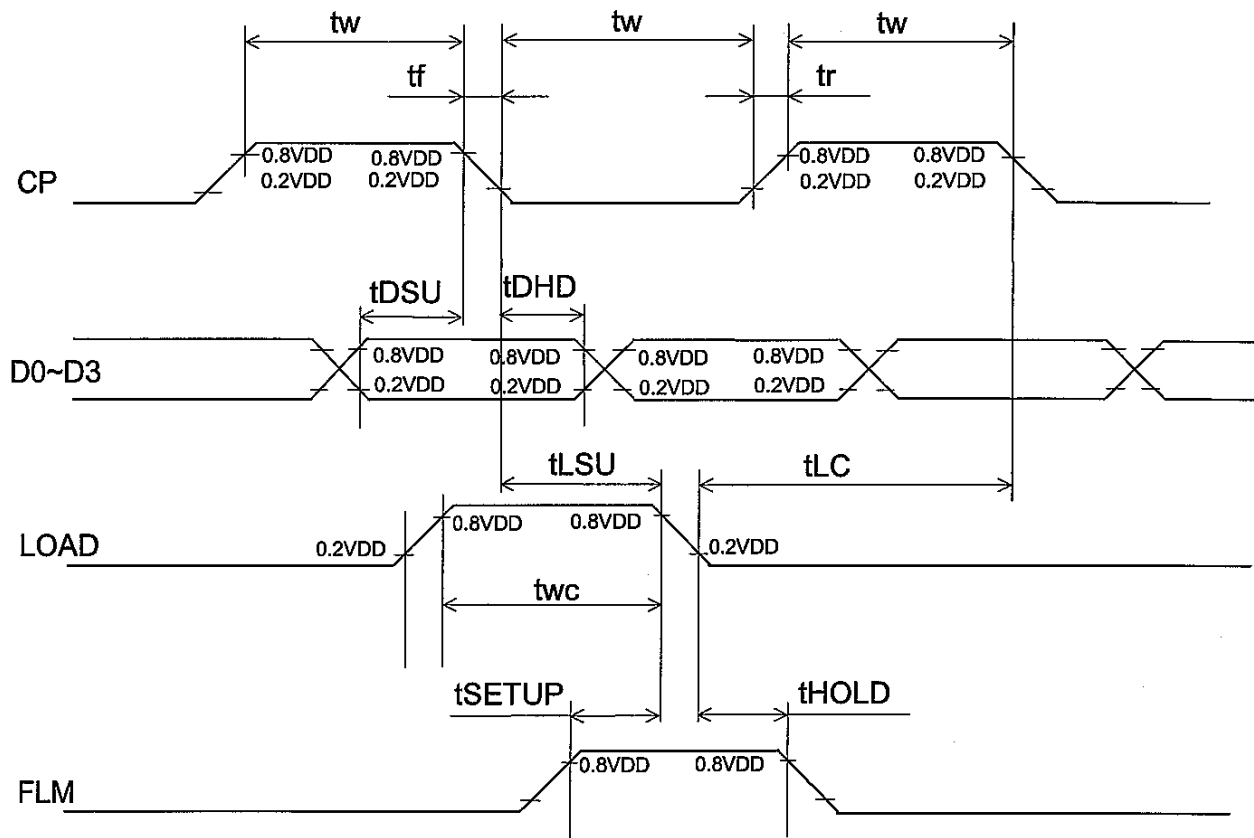 tw tw tw
tf tr
CP
0.8VDD 0.8VDD 0.8VDD 0.8VDD
0.2VDD 0.2VDD 0.2VDD 0.2VDD
tDSU tDHD
D0~D3
0.8VDD 0.8VDD 0.8VDD 0.8VDD
0.2VDD 0.2VDD 0.2VDD 0.2VDD
tLSU tLC
LOAD
0.8VDD 0.8VDD
0.2VDD 0.2VDD
twc
tSETUP tHOLD
FLM
0.8VDD 0.8VDD